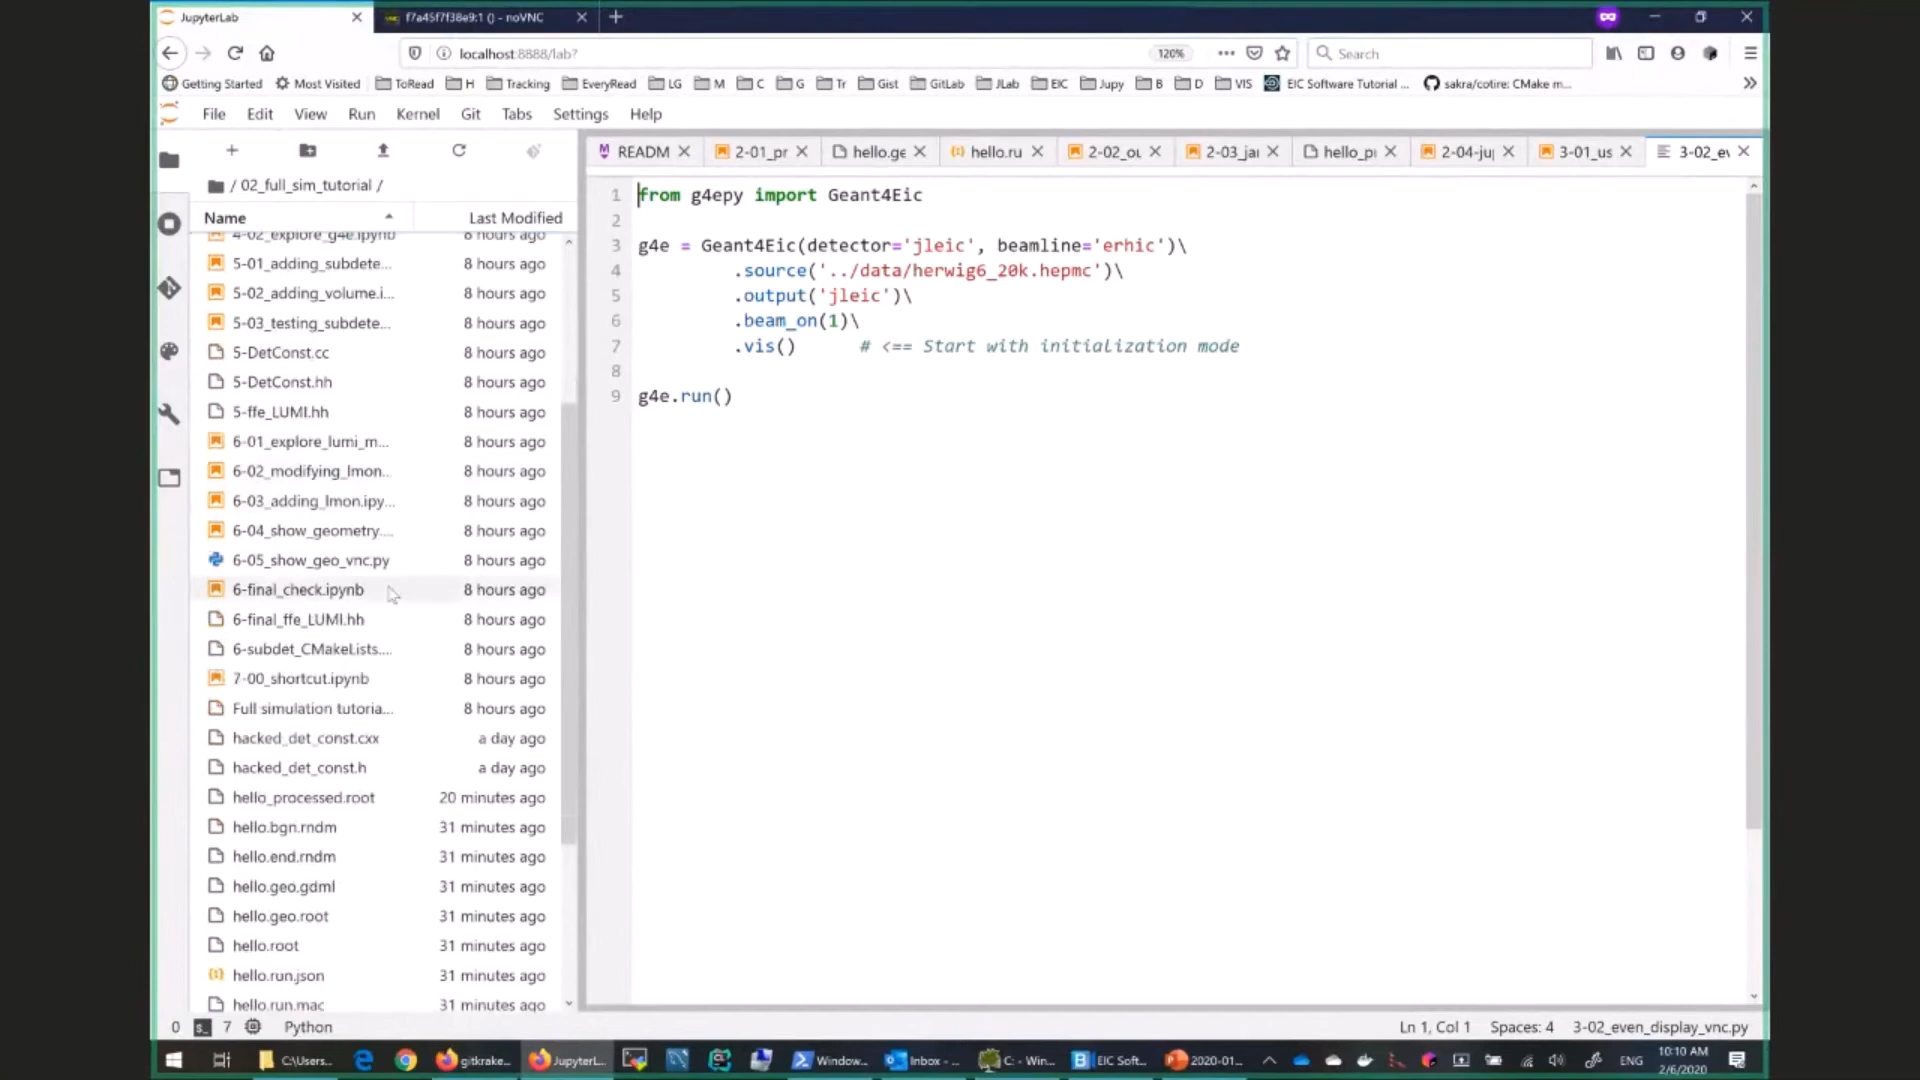 JupyterLab
f7a45f7f38e9:1 () - noVNC
localhost:8888/lab?
120%
Search
Getting Started
Most Visited
ToRead
H
Tracking
EveryRead
LG
M
C
G
Tr
Gist
GitLab
JLab
EIC
Jupy
B
D
VIS
EIC Software Tutorial ...
sakra/cotire: CMake m...
File Edit View Run Kernel Git Tabs Settings Help
READM
2-01_pr
hello.ge
hello.ru
2-02_ou
2-03_jai
hello_pi
2-04-ju
3-01_us
3-02_ev
/ 02_full_sim_tutorial /
Name Last Modified
4-02_explore_g4e.ipynb 8 hours ago
5-01_adding_subdete... 8 hours ago
5-02_adding_volume.i... 8 hours ago
5-03_testing_subdete... 8 hours ago
5-DetConst.cc 8 hours ago
5-DetConst.hh 8 hours ago
5-ffe_LUMI.hh 8 hours ago
6-01_explore_lumi_m... 8 hours ago
6-02_modifying_lmon... 8 hours ago
6-03_adding_lmon.ipy... 8 hours ago
6-04_show_geometry.... 8 hours ago
6-05_show_geo_vnc.py 8 hours ago
6-final_check.ipynb 8 hours ago
6-final_ffe_LUMI.hh 8 hours ago
6-subdet_CMakeLists.... 8 hours ago
7-00_shortcut.ipynb 8 hours ago
Full simulation tutoria... 8 hours ago
hacked_det_const.cxx a day ago
hacked_det_const.h a day ago
hello_processed.root 20 minutes ago
hello.bgn.rndm 31 minutes ago
hello.end.rndm 31 minutes ago
hello.geo.gdml 31 minutes ago
hello.geo.root 31 minutes ago
hello.root 31 minutes ago
hello.run.json 31 minutes ago
hello.run.mac 31 minutes ago
1 from g4epy import Geant4Eic
2
3 g4e = Geant4Eic(detector='jleic', beamline='erhic')\
4 .source('../data/herwig6_20k.hepmc')\
5 .output('jleic')\
6 .beam_on(1)\
7 .vis() # <== Start with initialization mode
8
9 g4e.run()
0 7 Python
Ln 1, Col 1 Spaces: 4 3-02_even_display_vnc.py
C:\Users...
gitkrake...
JupyterL...
Window...
Inbox - ...
C: - Win...
EIC Soft...
2020-01...
ENG
10:10 AM
2/6/2020